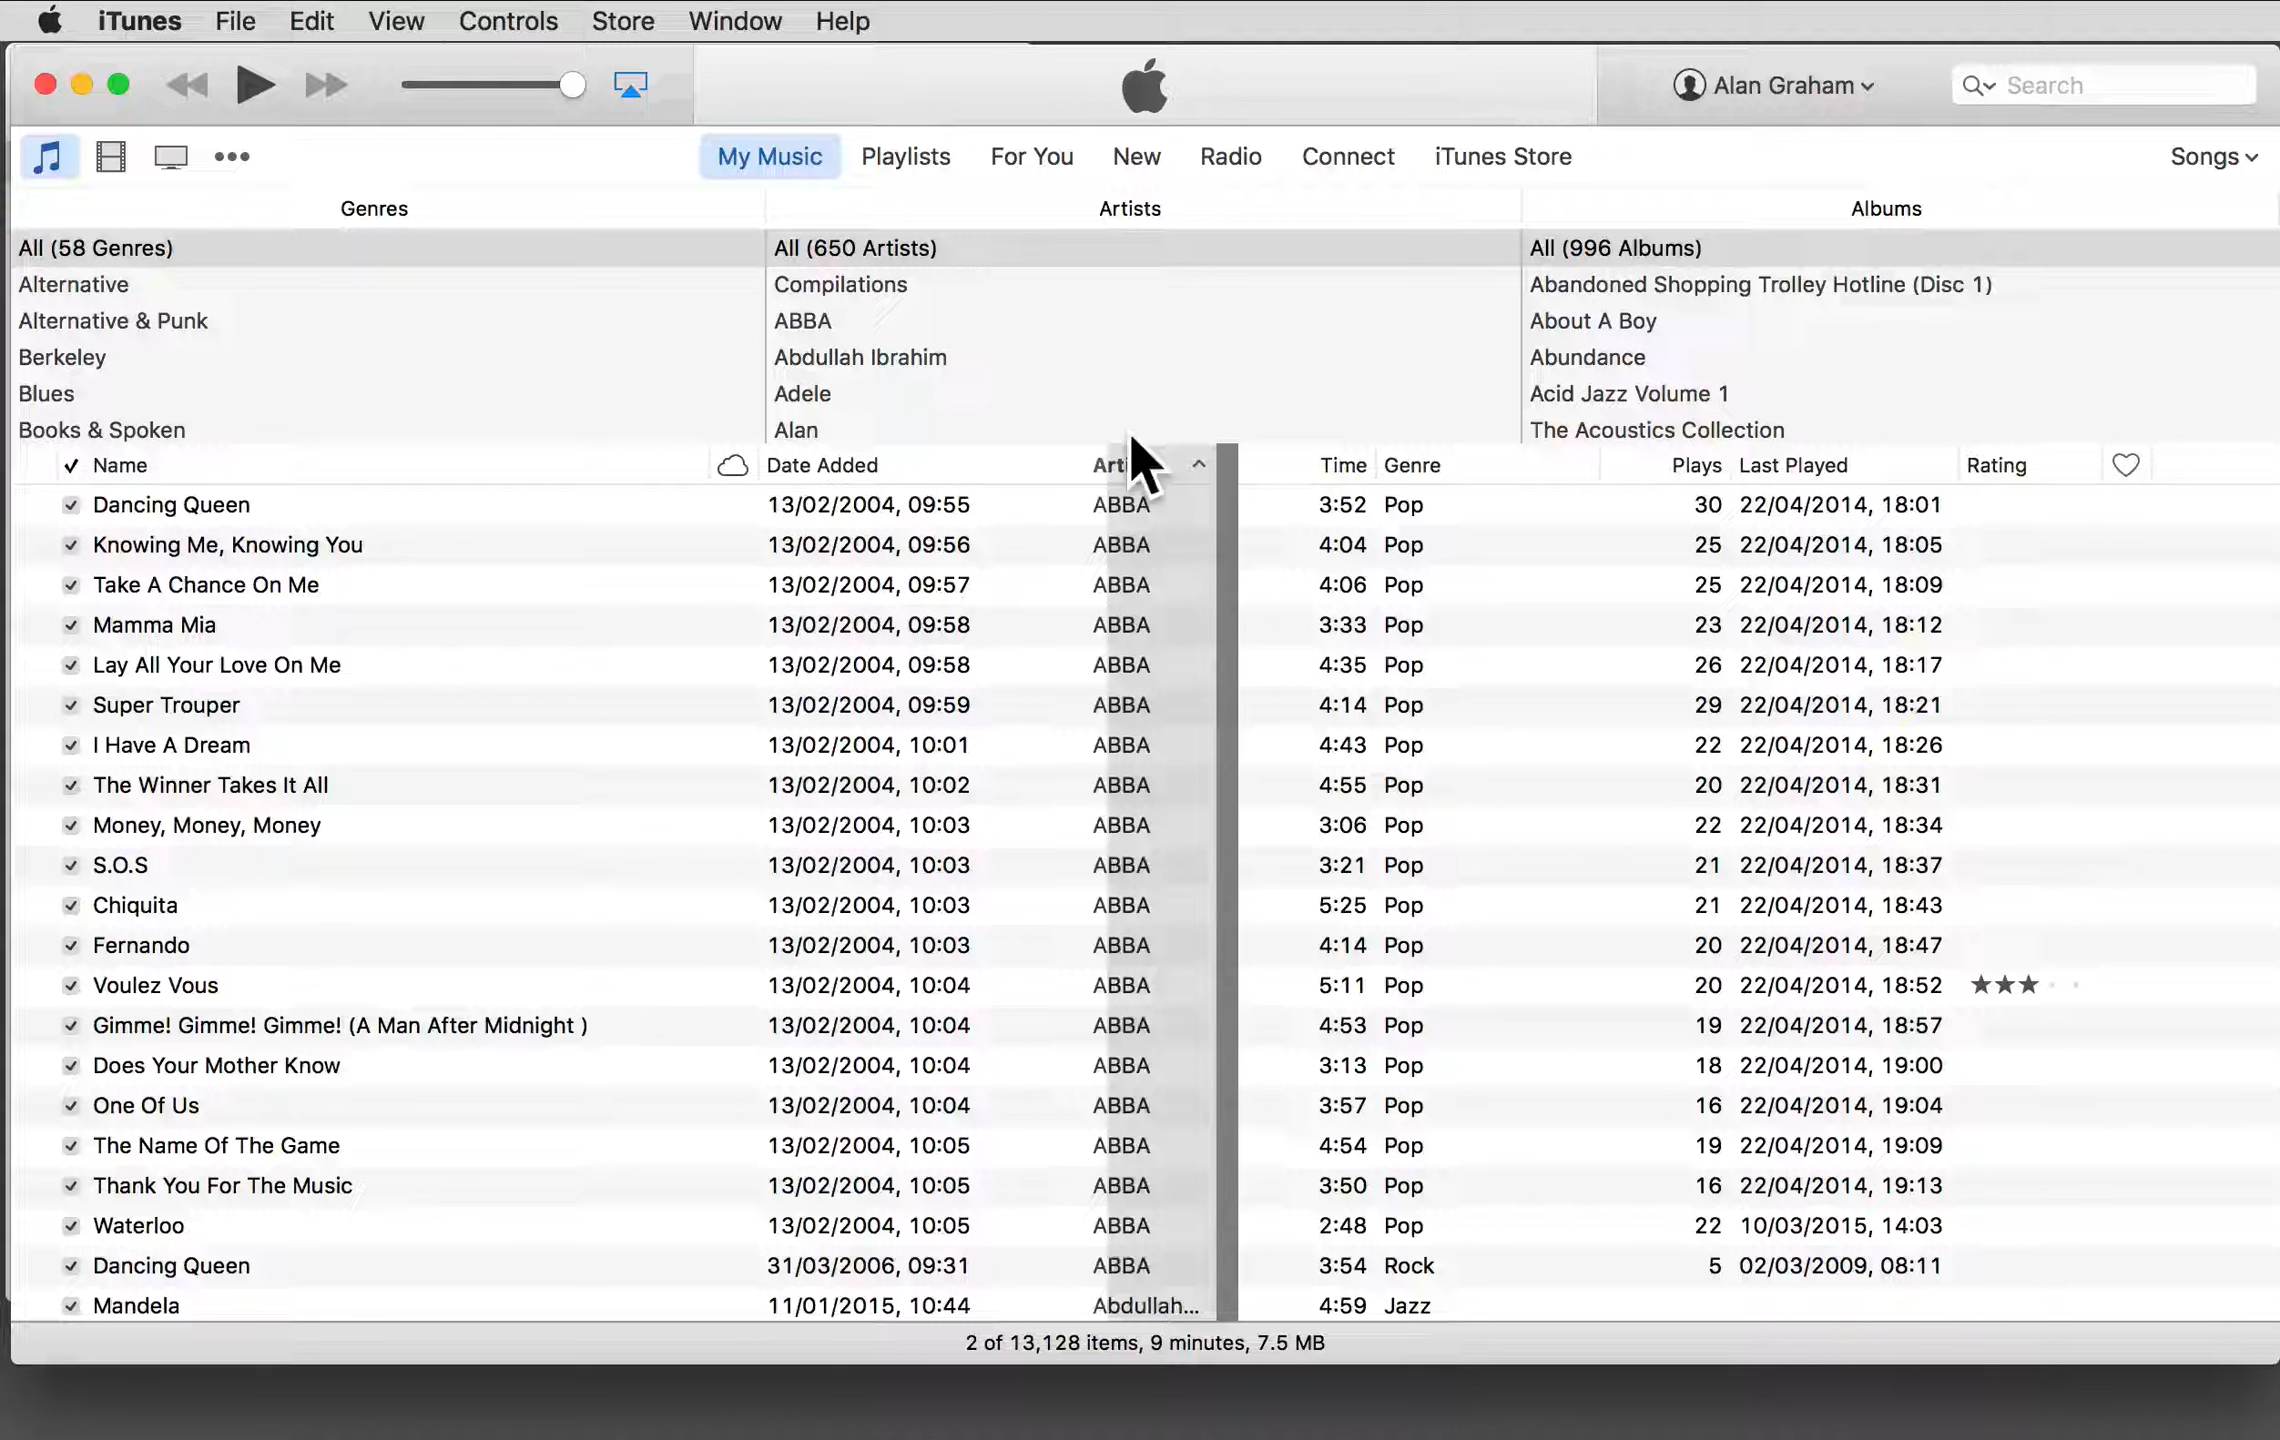 iTunes File Edit View Controls Store Window Help
Alan Graham Search
My Music Playlists For You New Radio Connect iTunes Store Songs
Genres Artists Albums
All (58 Genres) All (650 Artists) All (996 Albums)
Alternative Compilations Abandoned Shopping Trolley Hotline (Disc 1)
Alternative & Punk ABBA About A Boy
Berkeley Abdullah Ibrahim Abundance
Blues Adele Acid Jazz Volume 1
Books & Spoken Alan The Acoustics Collection
Name Date Added Time Genre Plays Last Played Rating
Dancing Queen 13/02/2004, 09:55 ABBA 3:52 Pop 30 22/04/2014, 18:01
Knowing Me, Knowing You 13/02/2004, 09:56 ABBA 4:04 Pop 25 22/04/2014, 18:05
Take A Chance On Me 13/02/2004, 09:57 ABBA 4:06 Pop 25 22/04/2014, 18:09
Mamma Mia 13/02/2004, 09:58 ABBA 3:33 Pop 23 22/04/2014, 18:12
Lay All Your Love On Me 13/02/2004, 09:58 ABBA 4:35 Pop 26 22/04/2014, 18:17
Super Trouper 13/02/2004, 09:59 ABBA 4:14 Pop 29 22/04/2014, 18:21
I Have A Dream 13/02/2004, 10:01 ABBA 4:43 Pop 22 22/04/2014, 18:26
The Winner Takes It All 13/02/2004, 10:02 ABBA 4:55 Pop 20 22/04/2014, 18:31
Money, Money, Money 13/02/2004, 10:03 ABBA 3:06 Pop 22 22/04/2014, 18:34
S.O.S 13/02/2004, 10:03 ABBA 3:21 Pop 21 22/04/2014, 18:37
Chiquita 13/02/2004, 10:03 ABBA 5:25 Pop 21 22/04/2014, 18:43
Fernando 13/02/2004, 10:03 ABBA 4:14 Pop 20 22/04/2014, 18:47
Voulez Vous 13/02/2004, 10:04 ABBA 5:11 Pop 20 22/04/2014, 18:52 ★★★
Gimme! Gimme! Gimme! (A Man After Midnight ) 13/02/2004, 10:04 ABBA 4:53 Pop 19 22/04/2014, 18:57
Does Your Mother Know 13/02/2004, 10:04 ABBA 3:13 Pop 18 22/04/2014, 19:00
One Of Us 13/02/2004, 10:04 ABBA 3:57 Pop 16 22/04/2014, 19:04
The Name Of The Game 13/02/2004, 10:05 ABBA 4:54 Pop 19 22/04/2014, 19:09
Thank You For The Music 13/02/2004, 10:05 ABBA 3:50 Pop 16 22/04/2014, 19:13
Waterloo 13/02/2004, 10:05 ABBA 2:48 Pop 22 10/03/2015, 14:03
Dancing Queen 31/03/2006, 09:31 ABBA 3:54 Rock 5 02/03/2009, 08:11
Mandela 11/01/2015, 10:44 Abdullah... 4:59 Jazz
2 of 13,128 items, 9 minutes, 7.5 MB